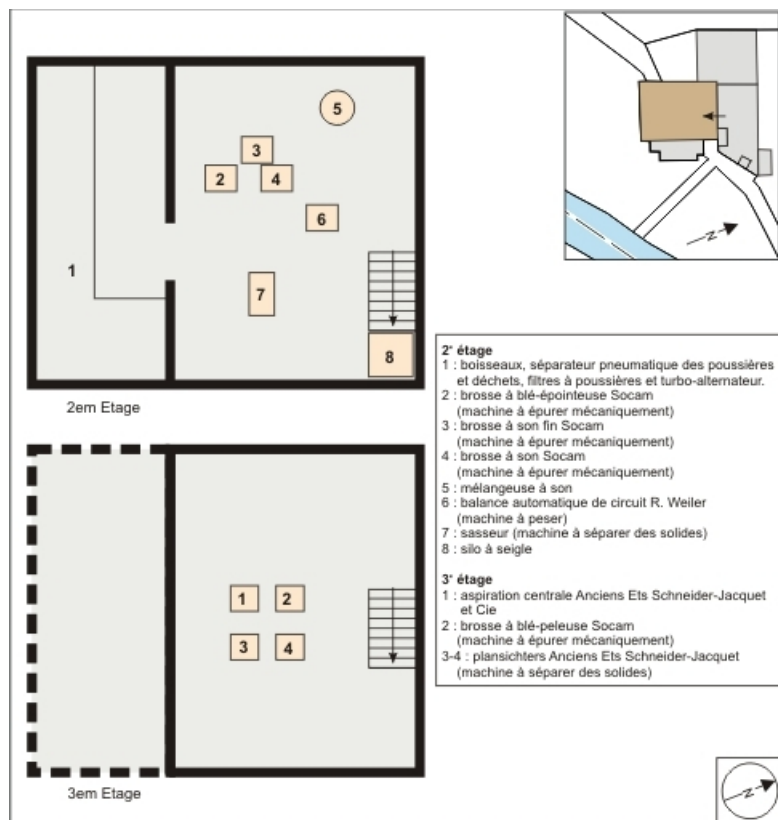 5
3
2
4
6
1
7
8
2em Etage
N
2° étage
1 : boisseaux, séparateur pneumatique des poussières
et déchets, filtres à poussières et turbo-alternateur.
2 : brosse à blé-épointeuse Socam
(machine à épurer mécaniquement)
3 : brosse à son fin Socam
(machine à épurer mécaniquement)
4 : brosse à son Socam
(machine à épurer mécaniquement)
5 : mélangeuse à son
6 : balance automatique de circuit R. Weiler
(machine à peser)
7 : sasseur (machine à séparer des solides)
8 : silo à seigle
3° étage
1 : aspiration centrale Anciens Ets Schneider-Jacquet
et Cie
2 : brosse à blé-peleuse Socam
(machine à épurer mécaniquement)
3-4 : plansichters Anciens Ets Schneider-Jacquet
(machine à séparer des solides)
1
2
3
4
3em Etage
N